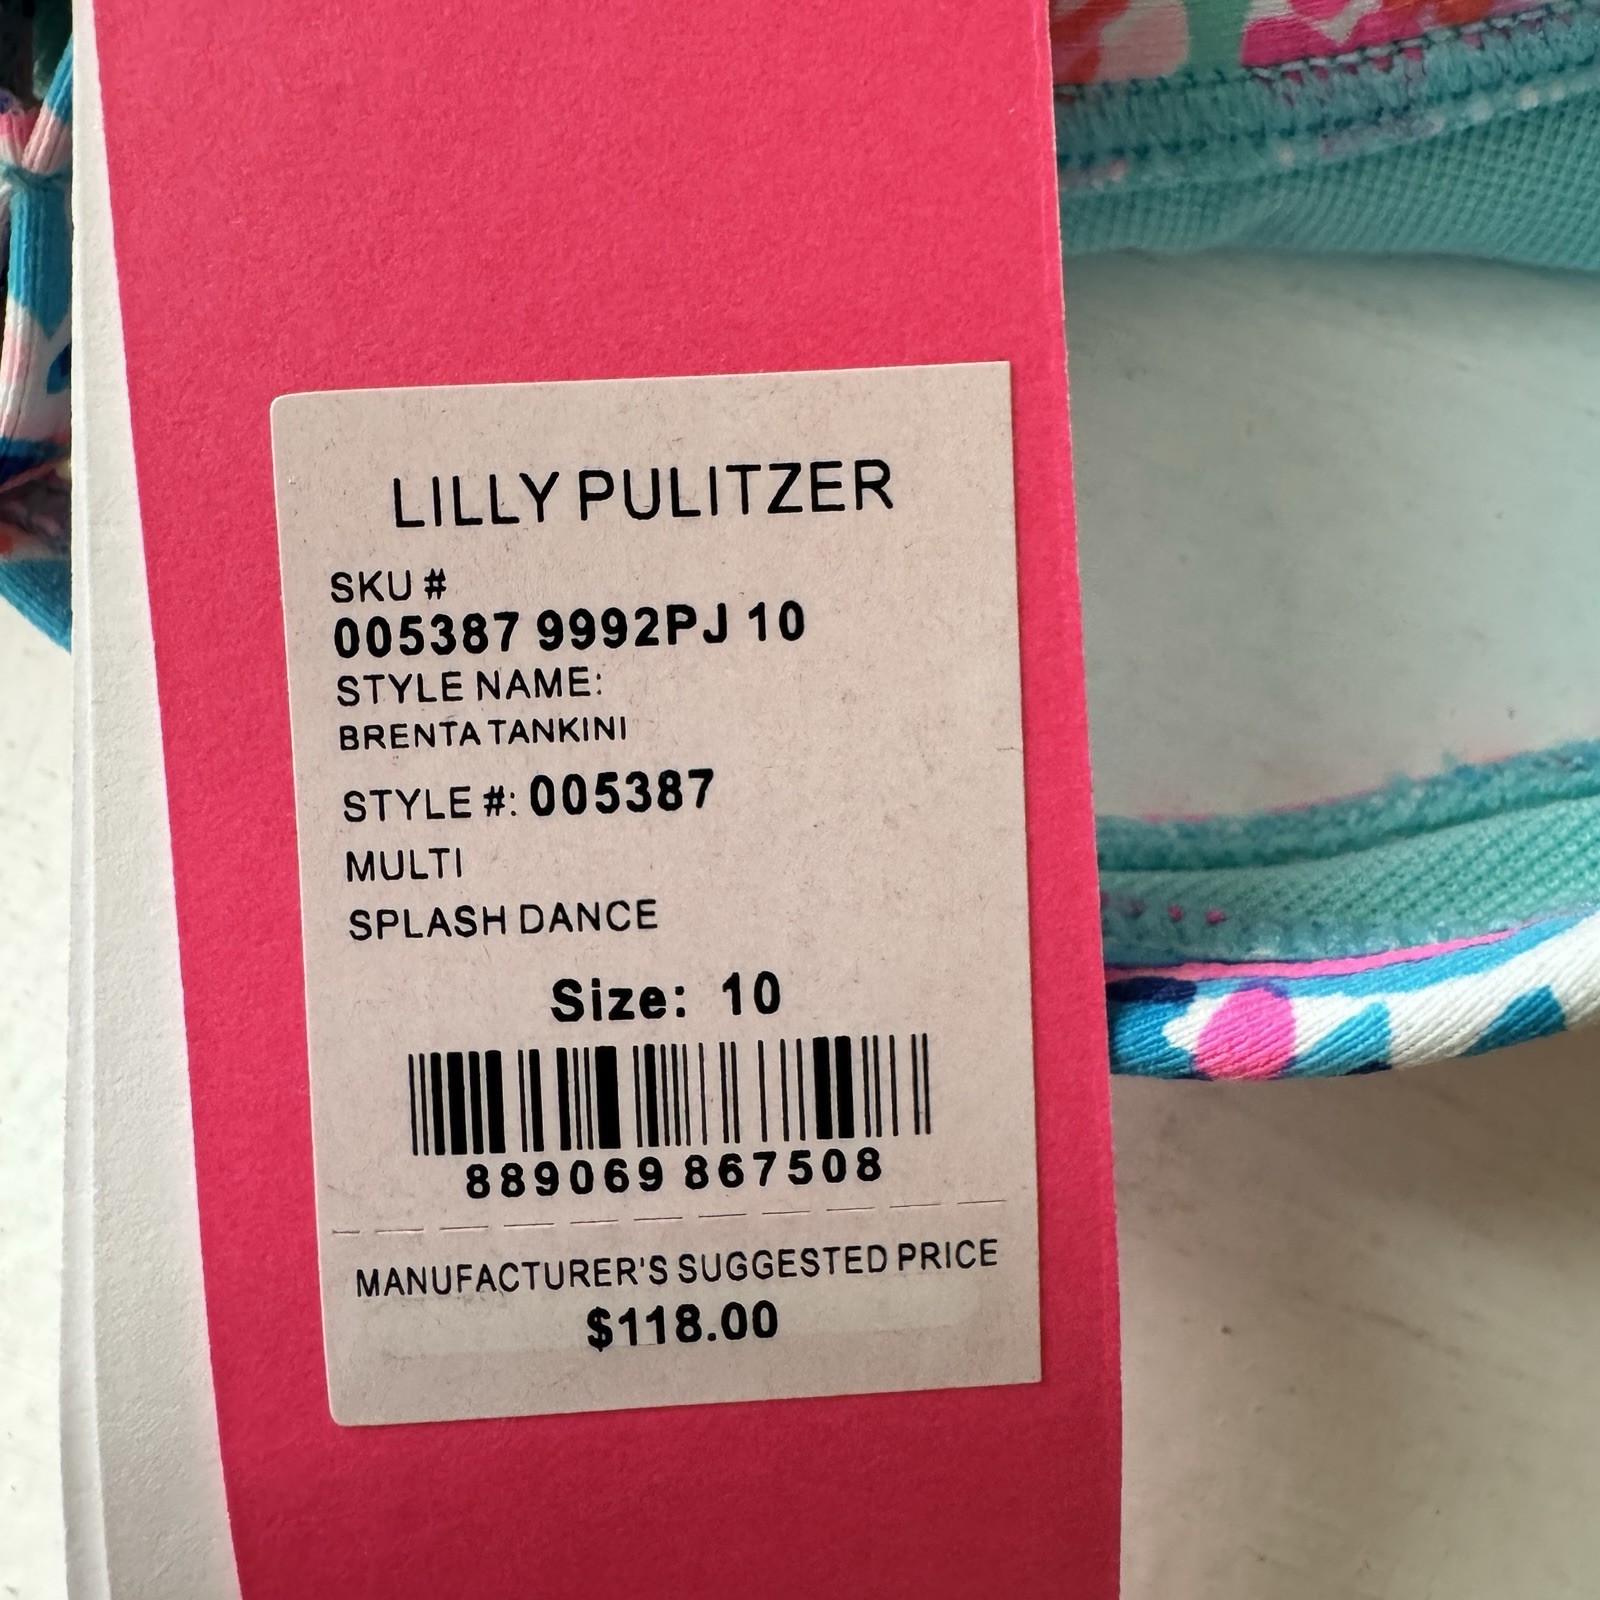 LILLY PULITZER
SKU #
005387 9992PJ 10
STYLE NAME:
BRENTA TANKINI
STYLE #: 005387
MULTI
SPLASH DANCE
Size: 10
889069 867508
MANUFACTURER'S SUGGESTED PRICE
$118.00